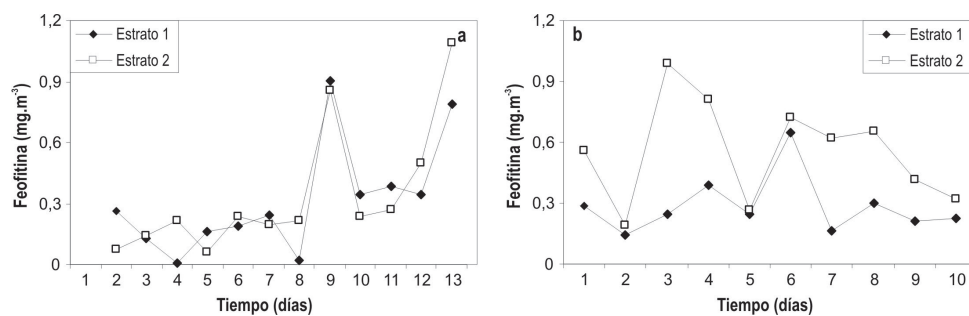 1,2
0,9
0,6
0,3
0
Feofitina (mg.m-3)
Estrato 1
Estrato 2
a
1 2 3 4 5 6 7 8 9 10 11 12 13
Tiempo (días)
1,2
0,9
0,6
0,3
0
Feofitina (mg.m-3)
b
Estrato 1
Estrato 2
1 2 3 4 5 6 7 8 9 10
Tiempo (días)